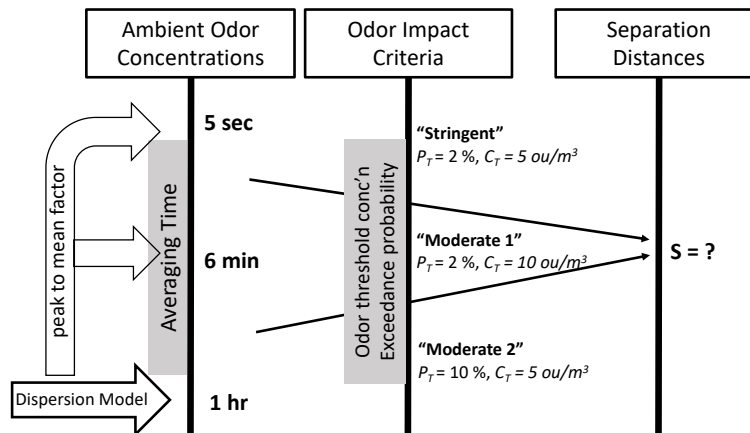 Ambient Odor
Concentrations
Odor Impact
Criteria
Separation
Distances
peak to mean factor
Averaging Time
Dispersion Model
5 sec
6 min
1 hr
Odor threshold conc'n
Exceedance probability
“Stringent”
P_T = 2 %, C_T = 5 ou/m³
“Moderate 1”
P_T = 2 %, C_T = 10 ou/m³
“Moderate 2”
P_T = 10 %, C_T = 5 ou/m³
S = ?